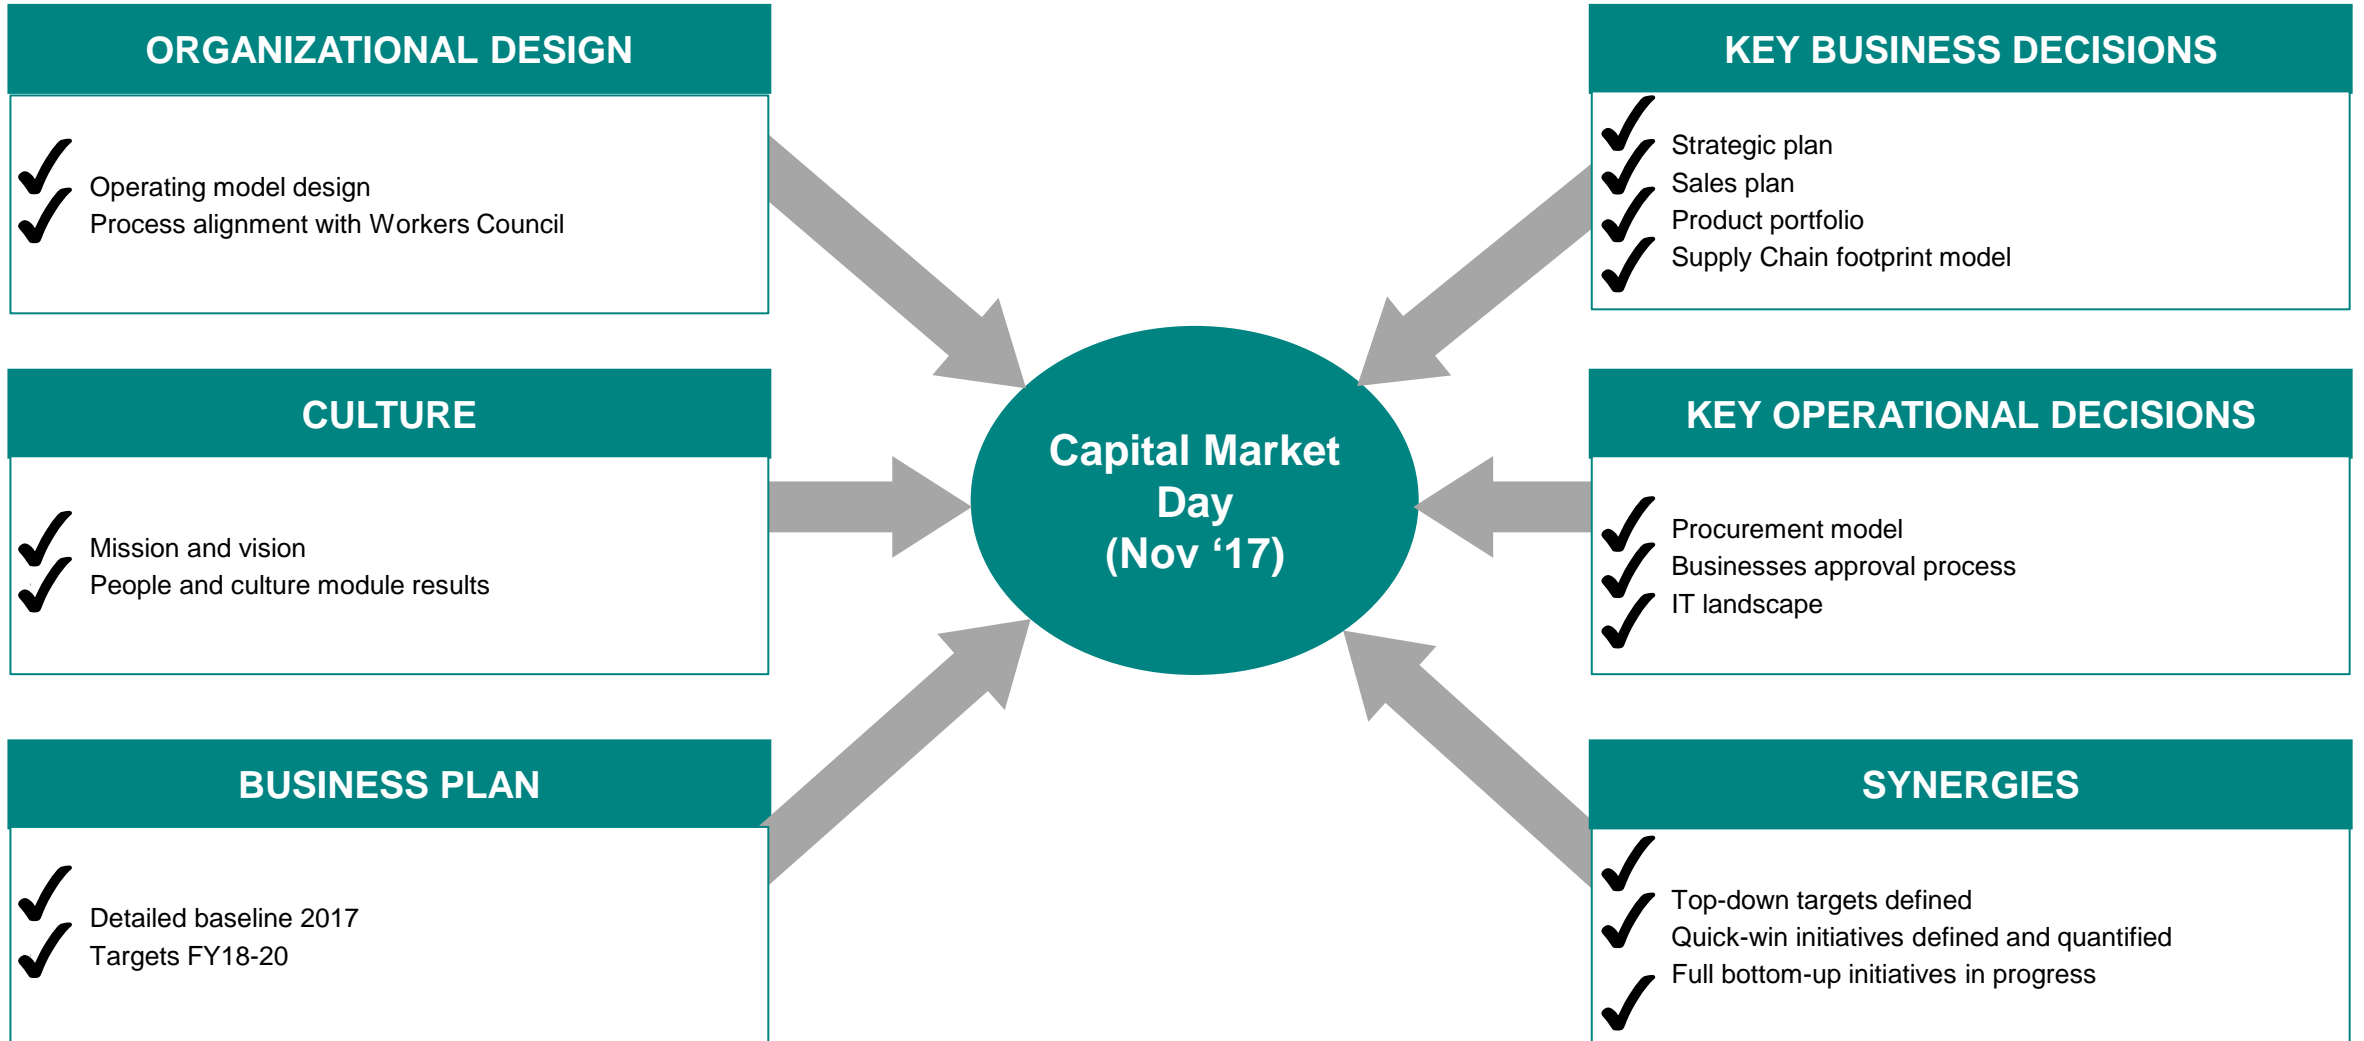 ORGANIZATIONAL DESIGN
Operating model design
Process alignment with Workers Council
CULTURE
Mission and vision
People and culture module results
BUSINESS PLAN
Detailed baseline 2017
Targets FY18-20
Capital Market
Day
(Nov ‘17)
KEY BUSINESS DECISIONS
Strategic plan
Sales plan
Product portfolio
Supply Chain footprint model
KEY OPERATIONAL DECISIONS
Procurement model
Businesses approval process
IT landscape
SYNERGIES
Top-down targets defined
Quick-win initiatives defined and quantified
Full bottom-up initiatives in progress